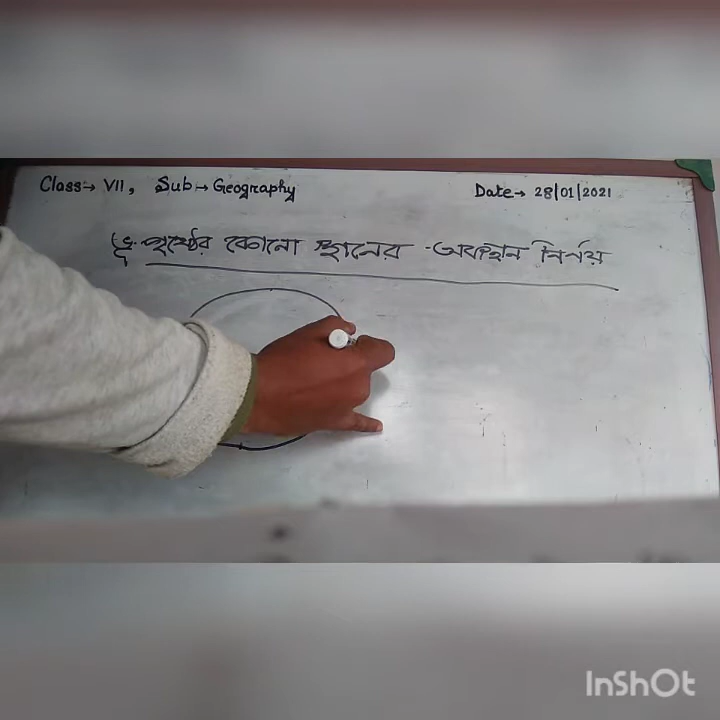 Class→ VII, Sub→Geography
Date→ 28/01/2021
ভূ-পৃষ্ঠের কোনো স্থানের অবস্থান নির্ণয়
InShOt